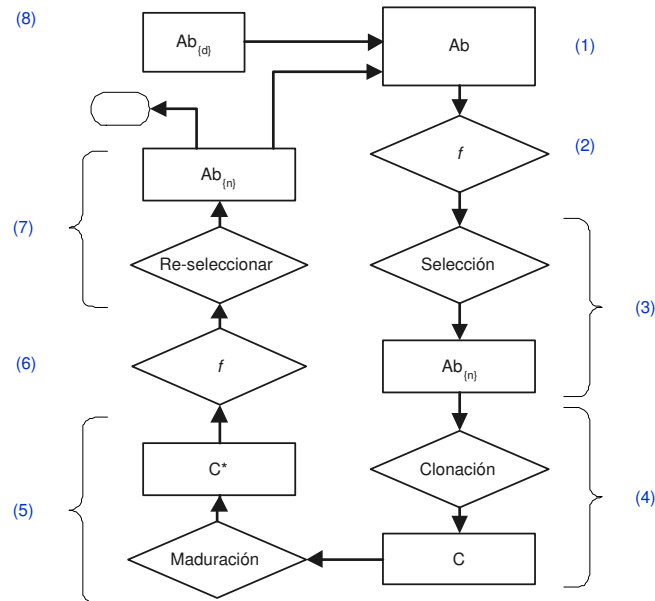 (8)
Ab{d}
Ab
(1)
f
(2)
Ab{n}
(7)
Re-seleccionar
Selección
(3)
(6)
f
Ab{n}
C*
Clonación
(5)
(4)
Maduración
C